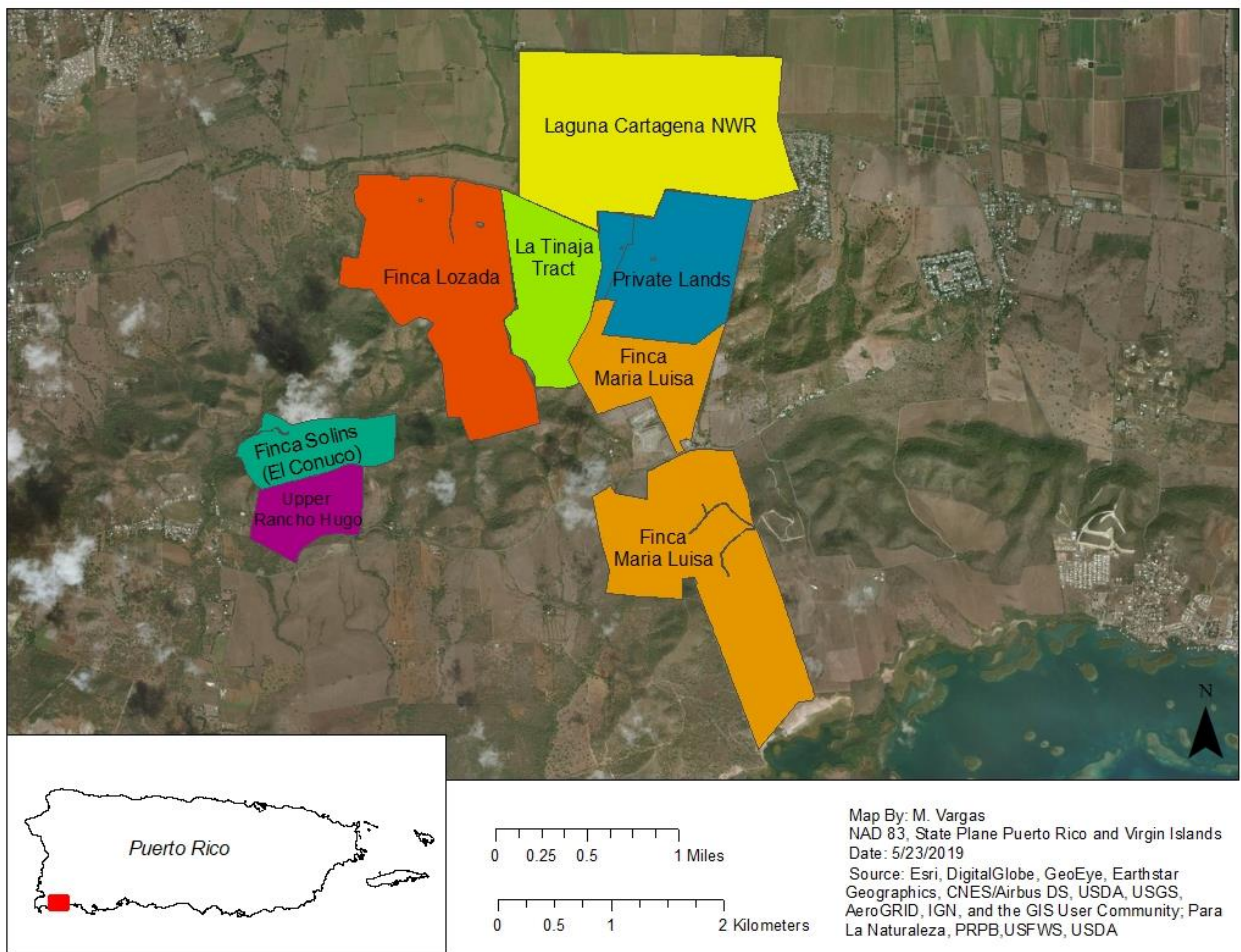 Laguna Cartagena NWR
La Tinaja
Tract
Finca Lozada
Private Lands
Finca
Maria Luisa
Finca Solins
(El Conuco)
Upper
Rancho Hugo
Finca
Maria Luisa
N
Puerto Rico
0 0.25 0.5 1 Miles
0 0.5 1 2 Kilometers
Map By: M. Vargas
NAD 83, State Plane Puerto Rico and Virgin Islands
Date: 5/23/2019
Source: Esri, DigitalGlobe, GeoEye, Earthstar
Geographics, CNES/Airbus DS, USDA, USGS,
AeroGRID, IGN, and the GIS User Community; Para
La Naturaleza, PRPB,USFWS, USDA